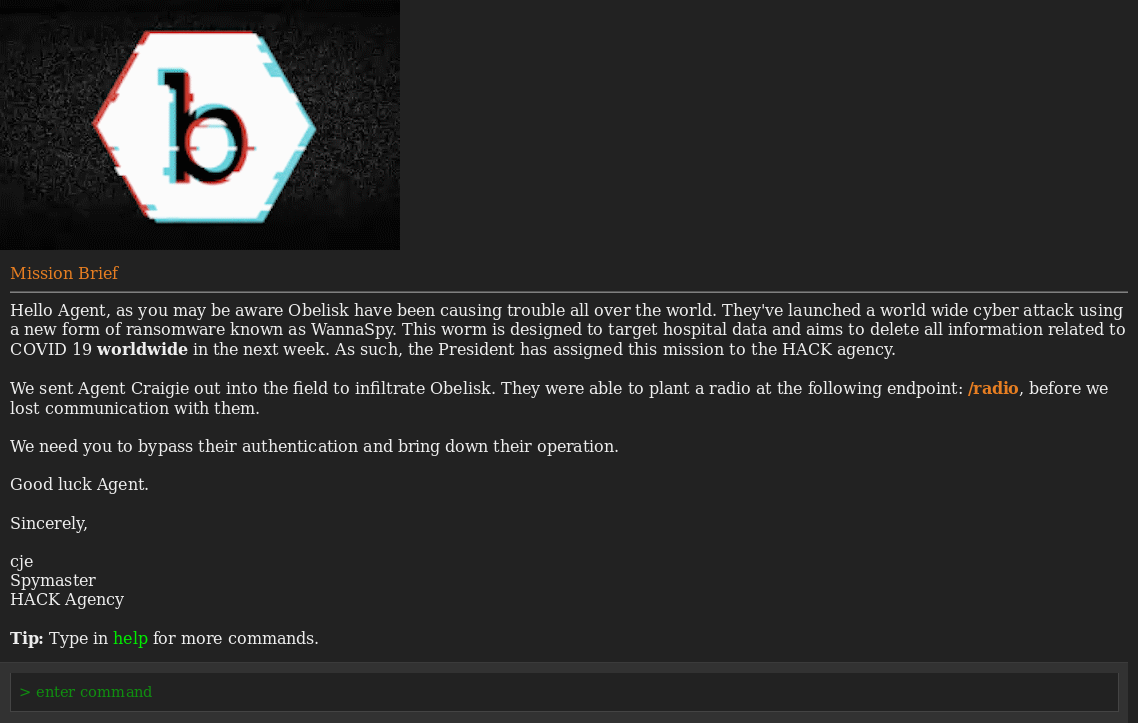 b
Mission Brief
Hello Agent, as you may be aware Obelisk have been causing trouble all over the world. They've launched a world wide cyber attack using
a new form of ransomware known as WannaSpy. This worm is designed to target hospital data and aims to delete all information related to
COVID 19 worldwide in the next week. As such, the President has assigned this mission to the HACK agency.
We sent Agent Craigie out into the field to infiltrate Obelisk. They were able to plant a radio at the following endpoint: /radio, before we
lost communication with them.
We need you to bypass their authentication and bring down their operation.
Good luck Agent.
Sincerely,
cje
Spymaster
HACK Agency
Tip: Type in help for more commands.
> enter command